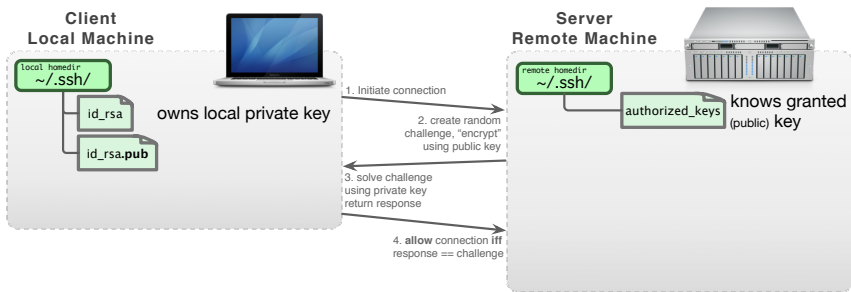 Client
Local Machine
local homedir
~/.ssh/
id_rsa
id_rsa.pub
owns local private key
1. Initiate connection
2. create random
challenge, “encrypt”
using public key
3. solve challenge
using private key
return response
4. allow connection iff
response == challenge
Server
Remote Machine
remote homedir
~/.ssh/
authorized_keys
knows granted
(public) key